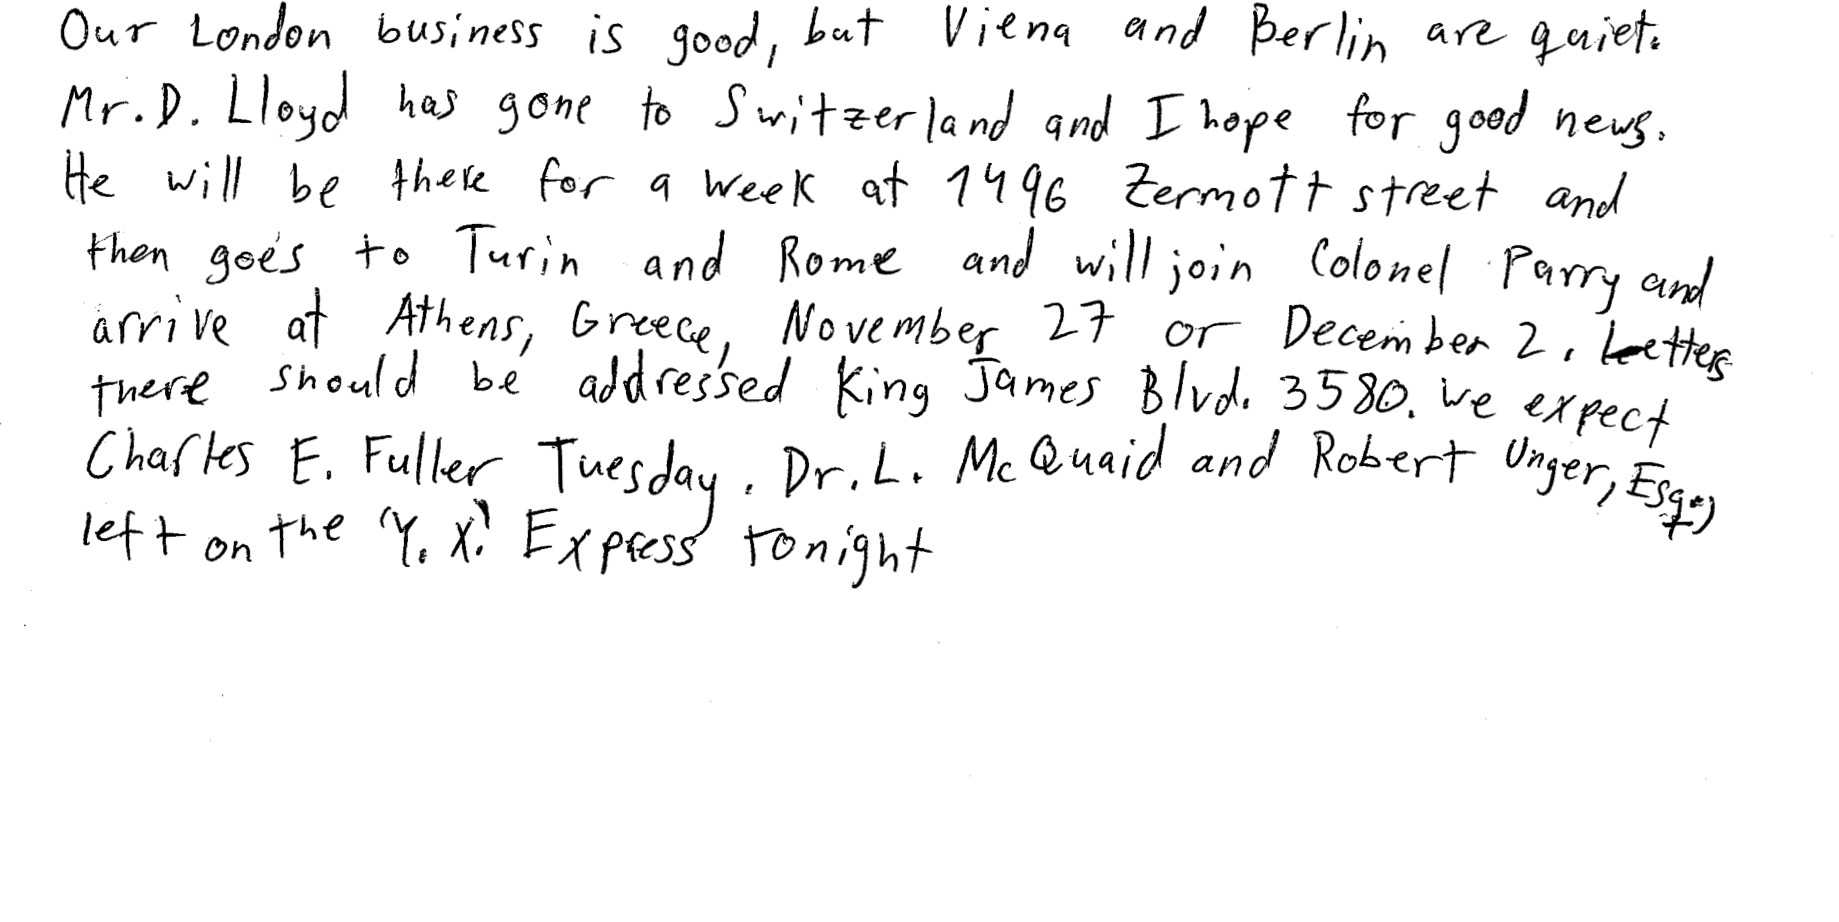 Our London business is good, but Viena and Berlin are quiet.
Mr. D. Lloyd has gone to Switzerland and I hope for good news.
He will be there for a week at 1496 Zermott street and
then goes to Turin and Rome and will join Colonel Parry and
arrive at Athens, Greece, November 27 or December 2. Letters
there should be addressed King James Blvd. 3580. We expect
Charles E. Fuller Tuesday. Dr. L. McQuaid and Robert Unger, Esq.,
left on the "Y. X." Express tonight